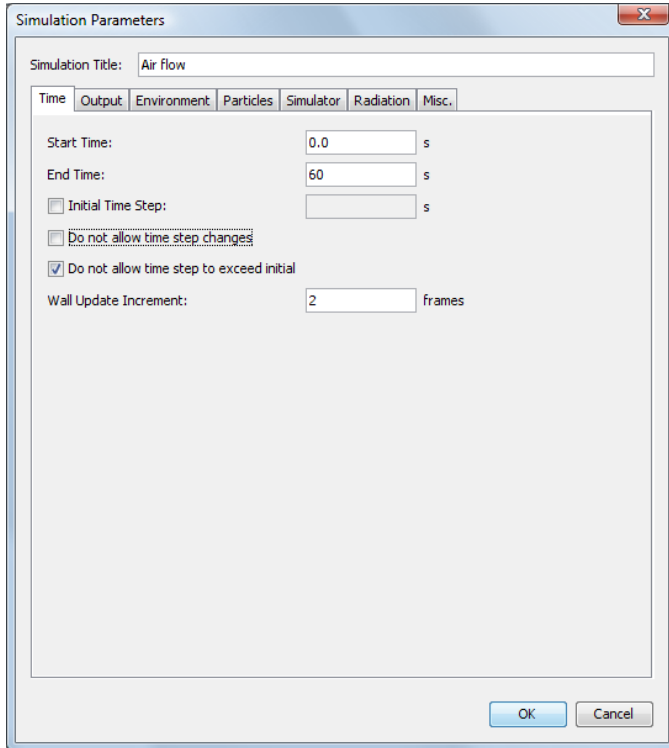 Simulation Parameters
Simulation Title: Air flow
Time Output Environment Particles Simulator Radiation Misc.
Start Time: 0.0 s
End Time: 60 s
Initial Time Step: s
Do not allow time step changes
Do not allow time step to exceed initial
Wall Update Increment: 2 frames
OK Cancel